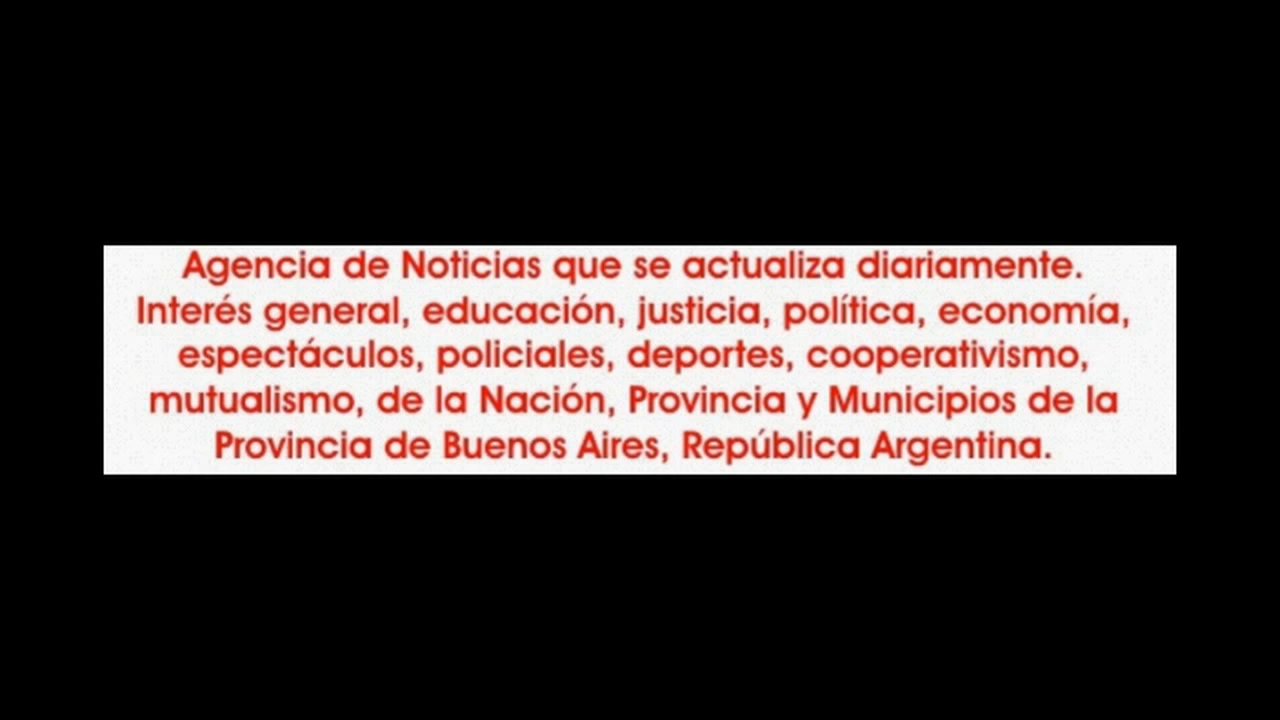 Agencia de Noticias que se actualiza diariamente.
Interés general, educación, justicia, política, economía,
espectáculos, policiales, deportes, cooperativismo,
mutualismo, de la Nación, Provincia y Municipios de la
Provincia de Buenos Aires, República Argentina.